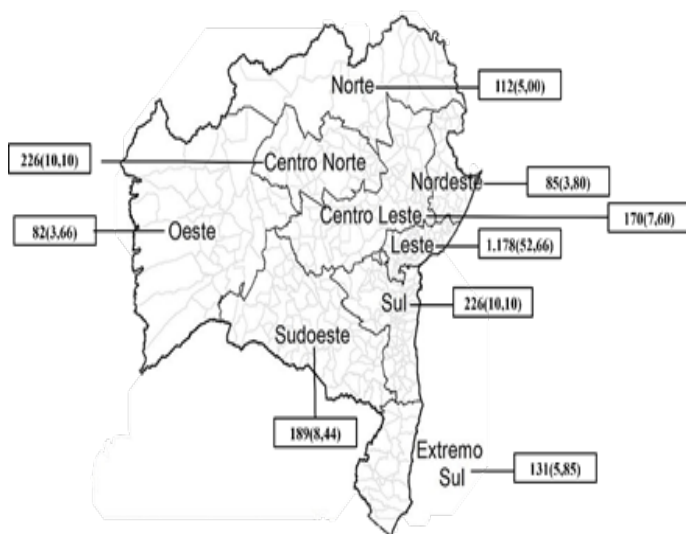 Norte
112(5,00)
226(10,10)
Centro Norte
Nordeste
85(3,80)
Centro Leste
170(7,60)
82(3,66)
Oeste
Leste
1.178(52,66)
Sul
226(10,10)
Sudoeste
189(8,44)
Extremo
Sul
131(5,85)